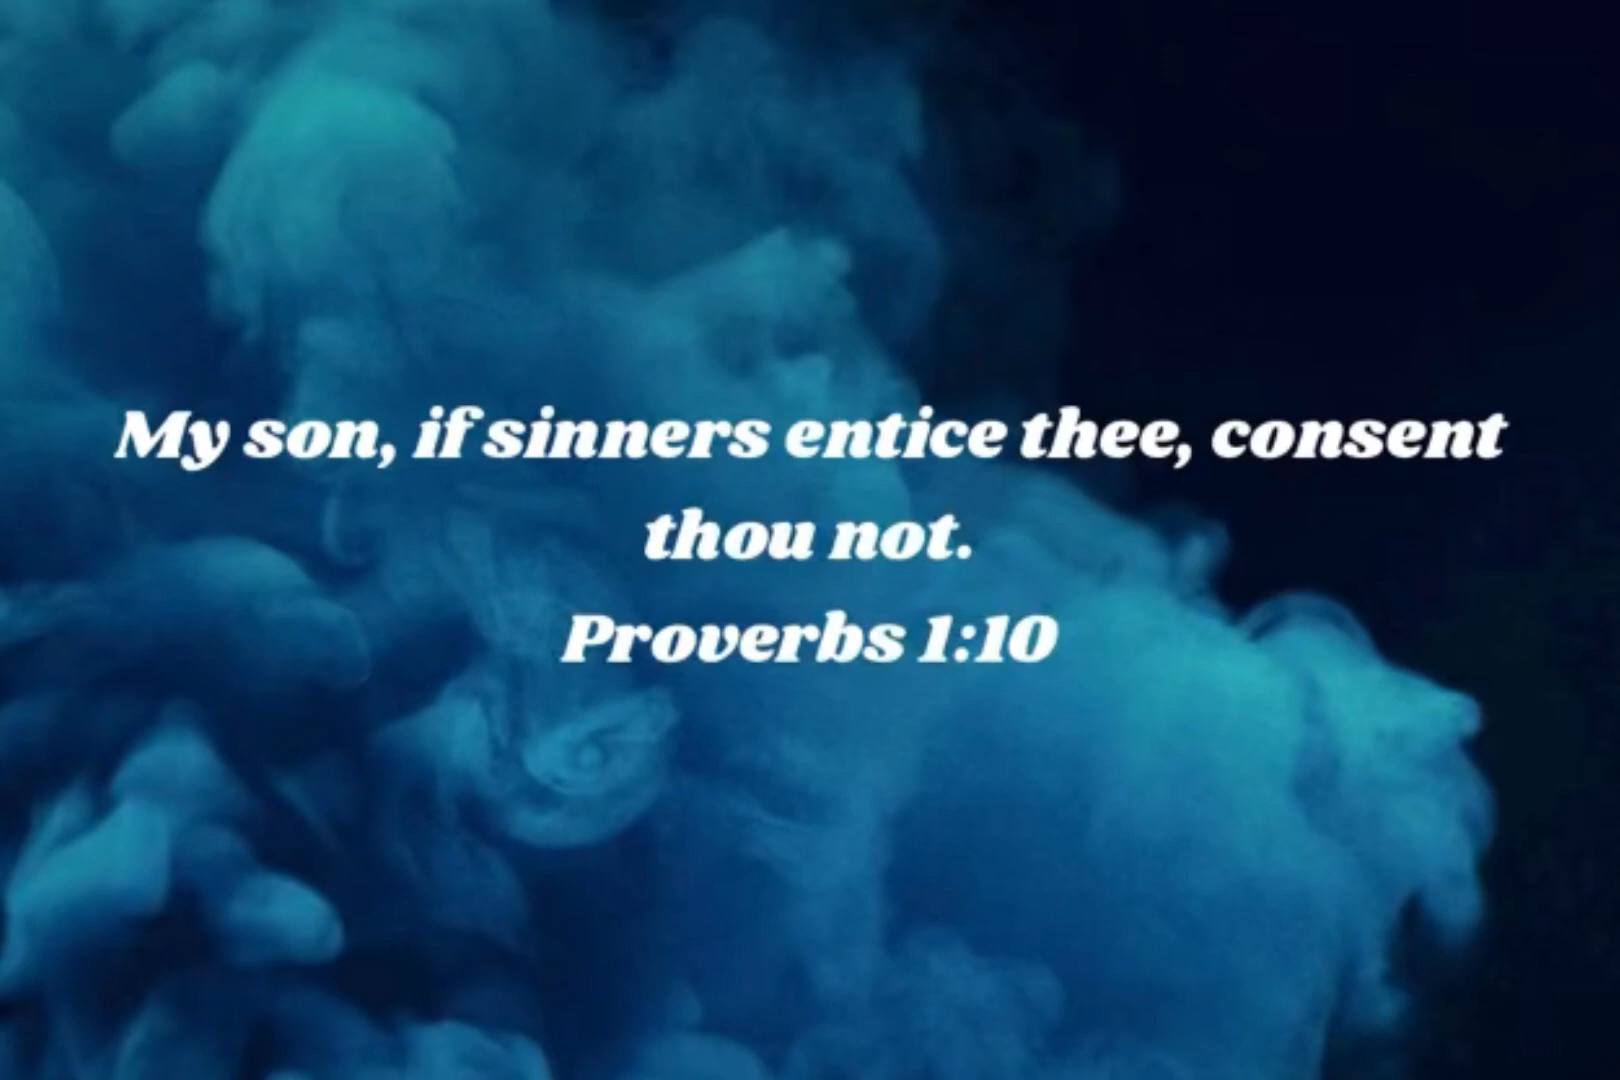 My son, if sinners entice thee, consent
thou not.
Proverbs 1:10